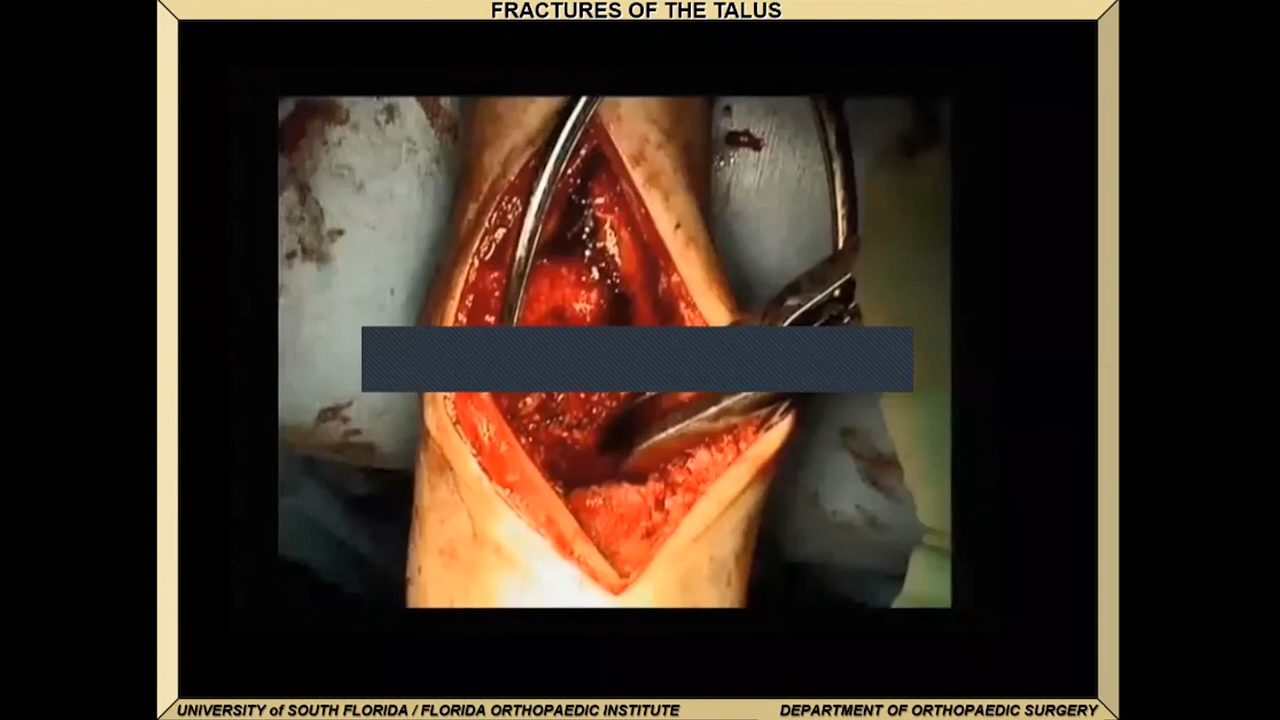 FRACTURES OF THE TALUS
UNIVERSITY of SOUTH FLORIDA / FLORIDA ORTHOPAEDIC INSTITUTE
DEPARTMENT OF ORTHOPAEDIC SURGERY